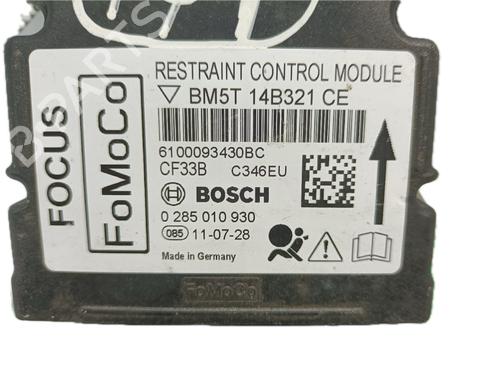 RESTRAINT CONTROL MODULE
BM5T 14B321 CE
FOCUS
FoMoCo
6100093430BC
CF33B C346EU
BOSCH
0 285 010 930
085 11-07-28
Made in Germany
FoMoCo